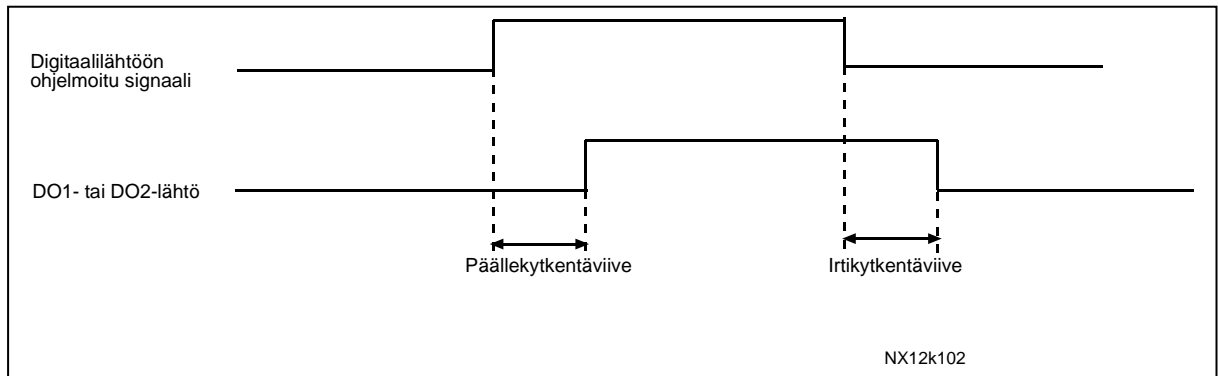 Digitaalilähtöön
ohjelmoitu signaali
DO1- tai DO2-lähtö
Päällekytkentäviive
Irtikytkentäviive
NX12k102